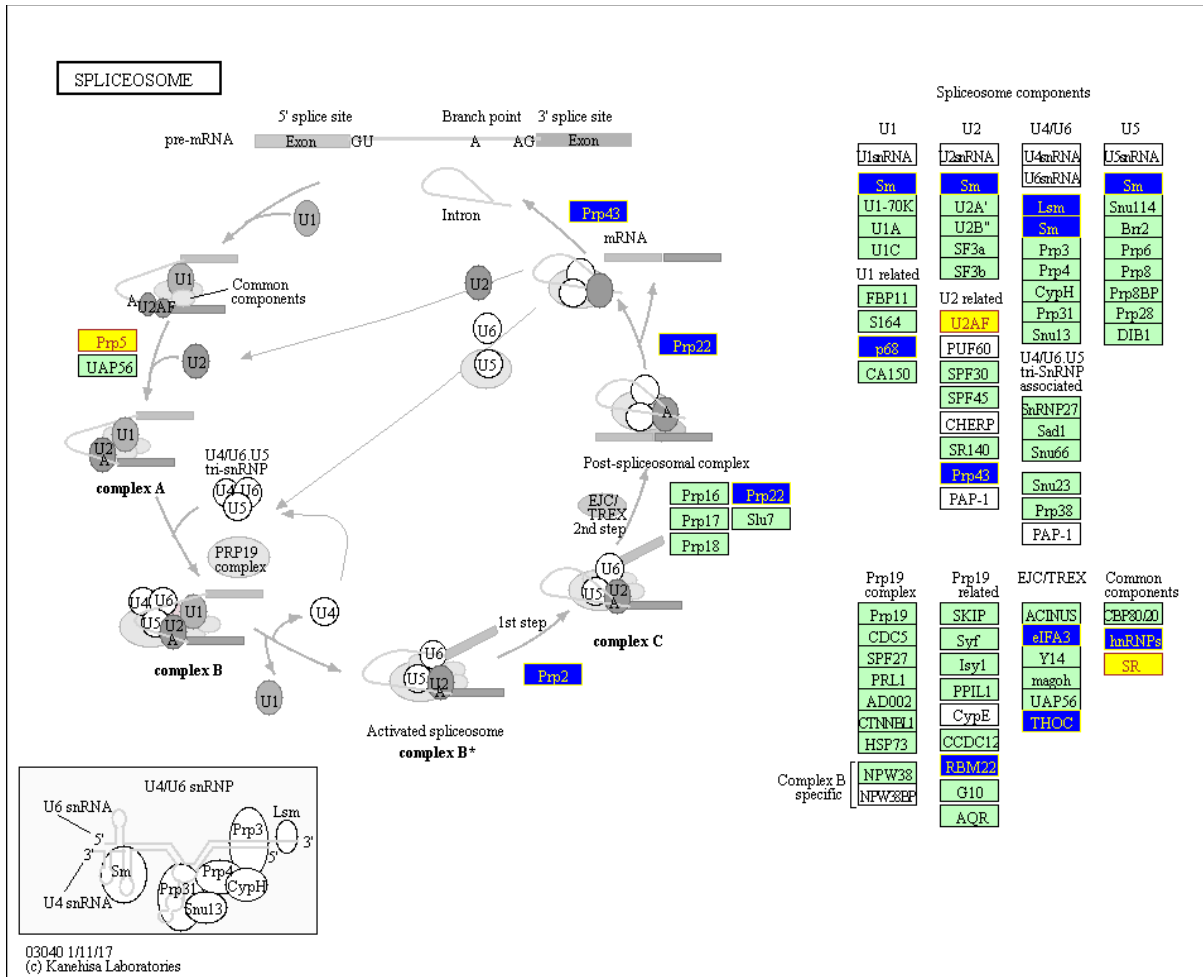 SPLICEOSOME
5' splice site
Branch point
3' splice site
pre-mRNA
Exon
GU
A
AG
Exon
U1
Intron
Prp43
mRNA
U1
A
U2AF
Common
components
U2
U6
U5
Prp5
UAP56
U2
Prp22
U1
U2
A
complex A
U4/U6.U5
tri-snRNP
U4
U6
U5
A
Post-spliceosomal complex
EJC/
TREX
2nd step
Prp16
Prp22
Prp17
Slu7
Prp18
PRP19
complex
U4
U6
U1
U5
U2
A
complex B
U4
U1
U6
U5
U2
A
complex C
1st step
U6
U5
U2
A
Prp2
Activated spliceosome
complex B*
Spliceosome components
U1
U1snRNA
Sm
U1-70K
U1A
U1C
U1 related
FBP11
S164
p68
CA150
U2
U2snRNA
Sm
U2A'
U2B"
SF3a
SF3b
U2 related
U2AF
PUF60
SPF30
SPF45
CHERP
SR140
Prp43
PAP-1
U4/U6
U4snRNA
U6snRNA
Lsm
Sm
Prp3
Prp4
CypH
Prp31
Snu13
U4/U6.U5
tri-SnRNP
associated
SnRNP27
Sad1
Snu66
Snu23
Prp38
PAP-1
U5
U5snRNA
Sm
Snu114
Brr2
Prp6
Prp8
Prp8BP
Prp28
DIB1
Prp19
complex
Prp19
CDC5
SPF27
PRL1
AD002
CTNNBL1
HSP73
Complex B
specific
NPW38
NPW38BP
Prp19
related
SKIP
Syf
Isy1
PPIL1
CypE
CCDC12
RBM22
G10
AQR
EJC/TREX
ACINUS
eIFA3
Y14
magoh
UAP56
THOC
Common
components
CBP80/20
hnRNPs
SR
U4/U6 snRNP
U6 snRNA
5'
3'
Sm
U4 snRNA
Prp3
Lsm
3'
5'
Prp4
Prp31
CypH
Snu13
03040 1/11/17
(c) Kanehisa Laboratories